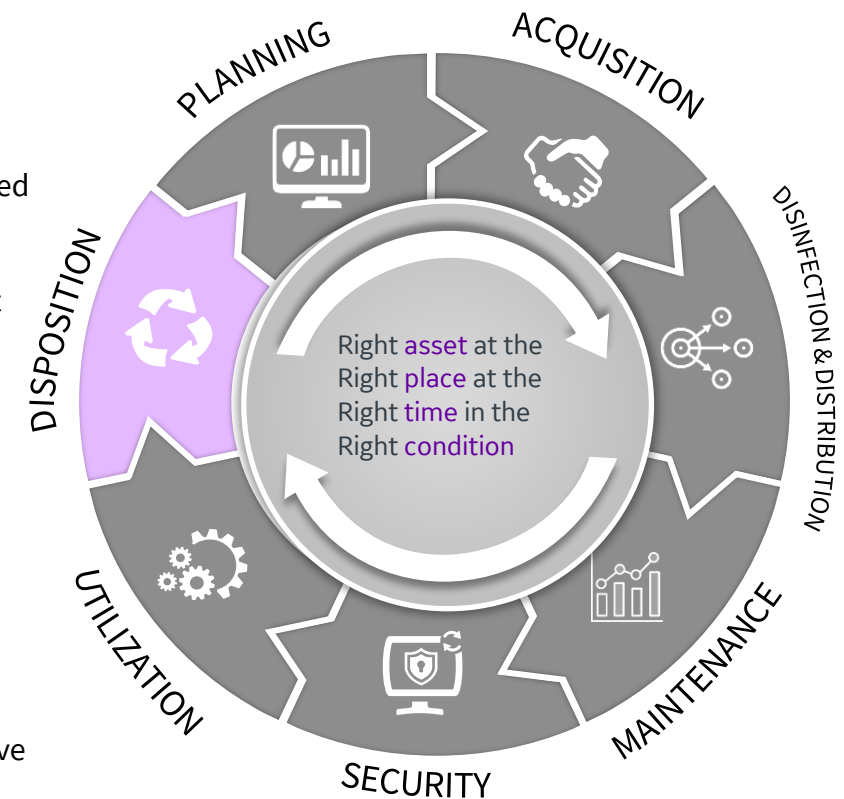 PLANNING
ACQUISITION
DISINFECTION & DISTRIBUTION
MAINTENANCE
SECURITY
UTILIZATION
DISPOSITION
Right asset at the
Right place at the
Right time in the
Right condition
ed
ve